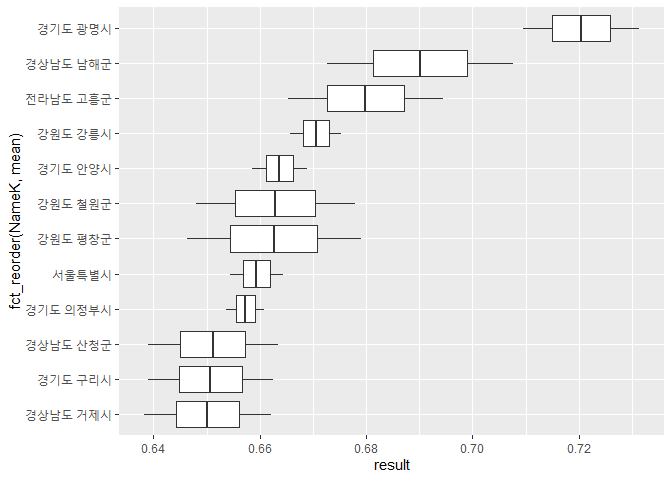 fct_reorder(NameK, mean)
경기도 광명시
경상남도 남해군
전라남도 고흥군
강원도 강릉시
경기도 안양시
강원도 철원군
강원도 평창군
서울특별시
경기도 의정부시
경상남도 산청군
경기도 구리시
경상남도 거제시
0.64 0.66 0.68 0.70 0.72
result